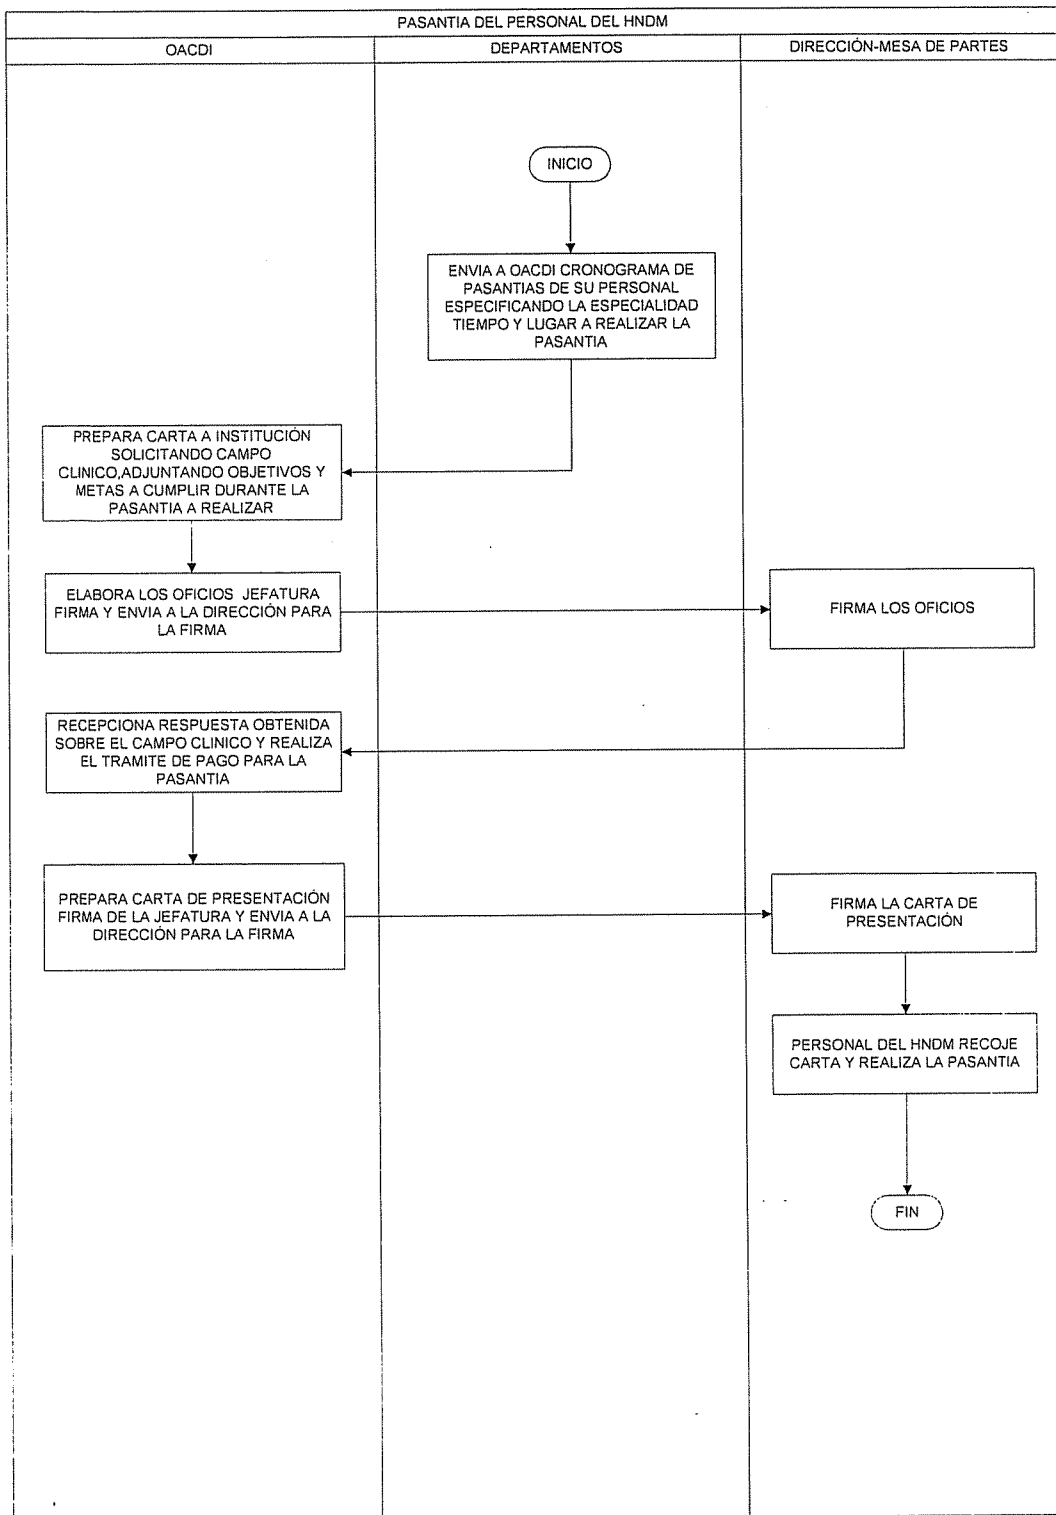 PASANTIA DEL PERSONAL DEL HNDM
OACDI
DEPARTAMENTOS
DIRECCIÓN-MESA DE PARTES
INICIO
ENVIA A OACDI CRONOGRAMA DE
PASANTIAS DE SU PERSONAL
ESPECIFICANDO LA ESPECIALIDAD
TIEMPO Y LUGAR A REALIZAR LA
PASANTIA
PREPARA CARTA A INSTITUCIÓN
SOLICITANDO CAMPO
CLINICO,ADJUNTANDO OBJETIVOS Y
METAS A CUMPLIR DURANTE LA
PASANTIA A REALIZAR
ELABORA LOS OFICIOS JEFATURA
FIRMA Y ENVIA A LA DIRECCIÓN PARA
LA FIRMA
FIRMA LOS OFICIOS
RECEPCIONA RESPUESTA OBTENIDA
SOBRE EL CAMPO CLINICO Y REALIZA
EL TRAMITE DE PAGO PARA LA
PASANTIA
PREPARA CARTA DE PRESENTACIÓN
FIRMA DE LA JEFATURA Y ENVIA A LA
DIRECCIÓN PARA LA FIRMA
FIRMA LA CARTA DE
PRESENTACIÓN
PERSONAL DEL HNDM RECOJE
CARTA Y REALIZA LA PASANTIA
FIN